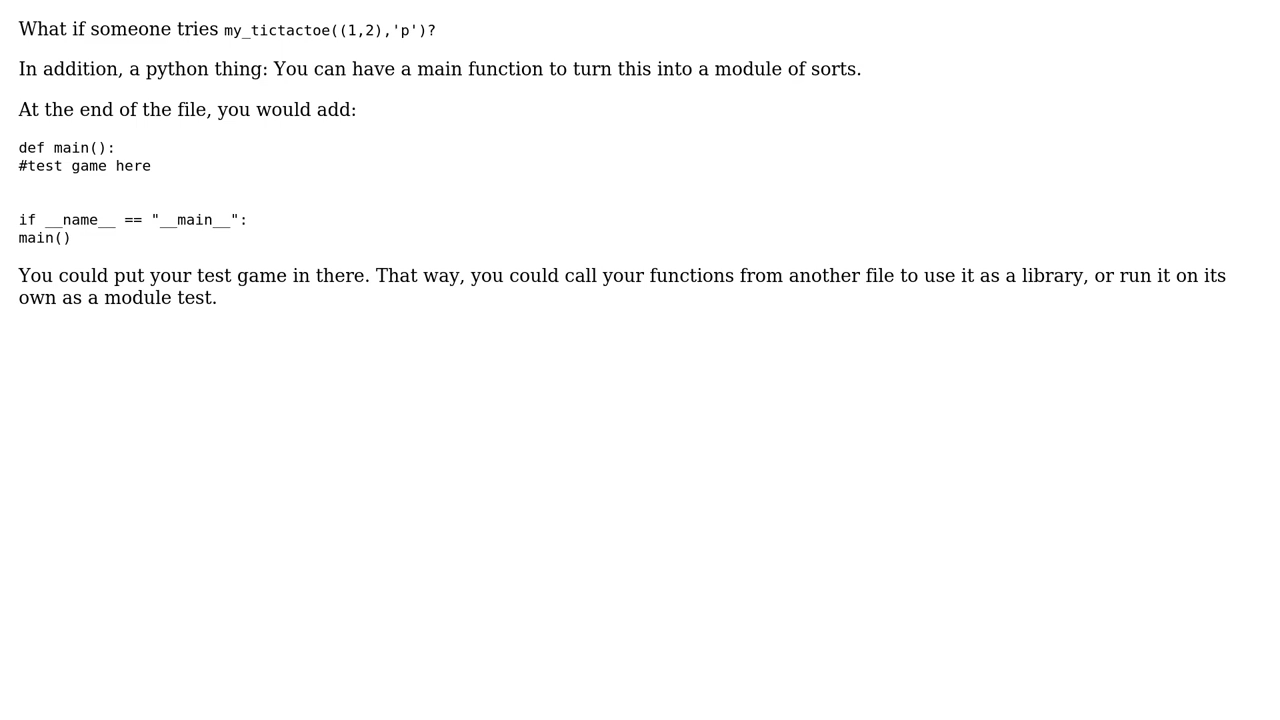 What if someone tries my_tictactoe((1,2),'p')?
In addition, a python thing: You can have a main function to turn this into a module of sorts.
At the end of the file, you would add:
def main():
#test game here
if __name__ == "__main__":
main()
You could put your test game in there. That way, you could call your functions from another file to use it as a library, or run it on its
own as a module test.